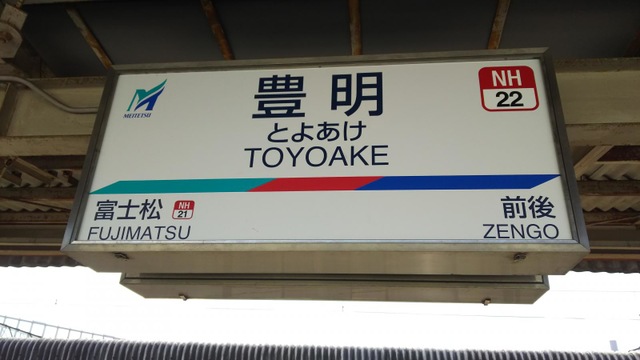 MEITETSU
豊明
NH
22
とよあけ
TOYOAKE
富士松
NH
21
FUJIMATSU
前後
ZENGO